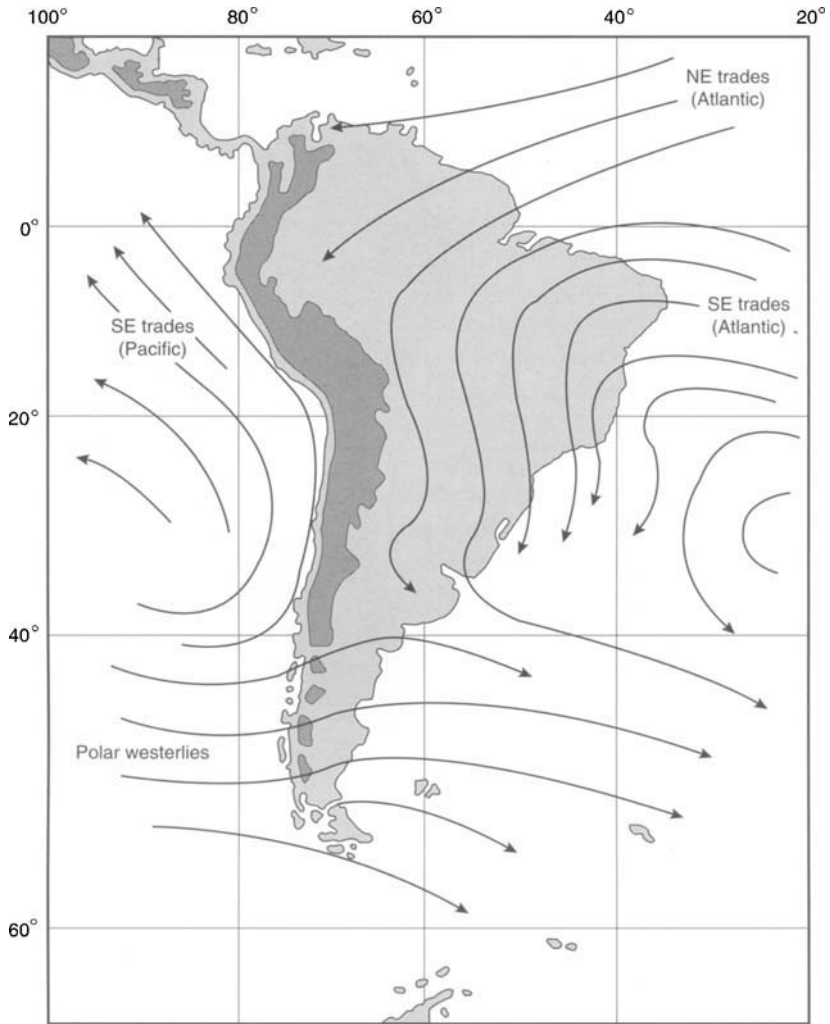 100° 80° 60° 40° 20°
NE trades
(Atlantic)
0°
SE trades
(Pacific)
SE trades
(Atlantic)
20°
40°
Polar westerlies
60°